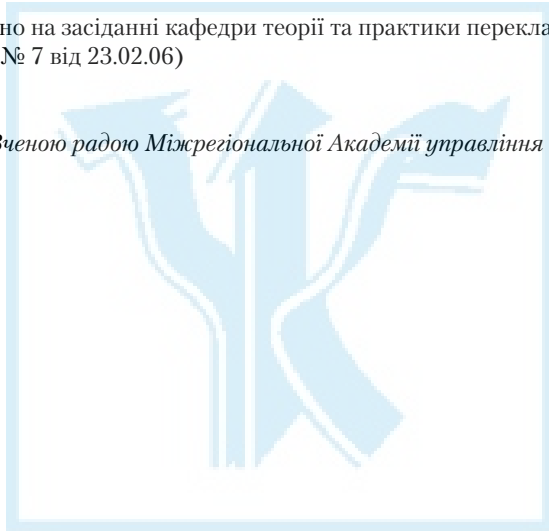 но на засіданні кафедри теорії та практики перекла
№ 7 від 23.02.06)
Вченою радою Міжрегіональної Академії управління